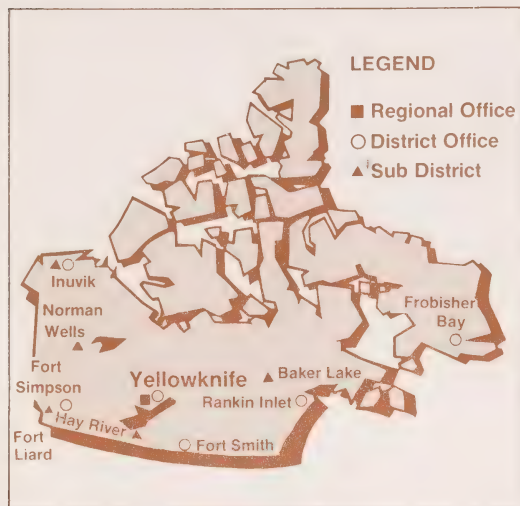 LEGEND
■ Regional Office
○ District Office
▲ Sub District
Inuvik
Norman
Wells
Fort
Simpson
Yellowknife
Hay River
Fort
Liard
Fort Smith
Baker Lake
Rankin Inlet
Frobisher
Bay